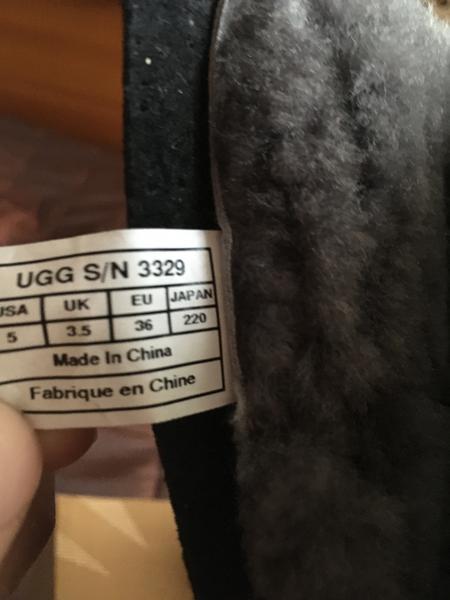 UGG S/N 3329
USA UK EU JAPAN
5 3.5 36 220
Made In China
Fabrique en Chine